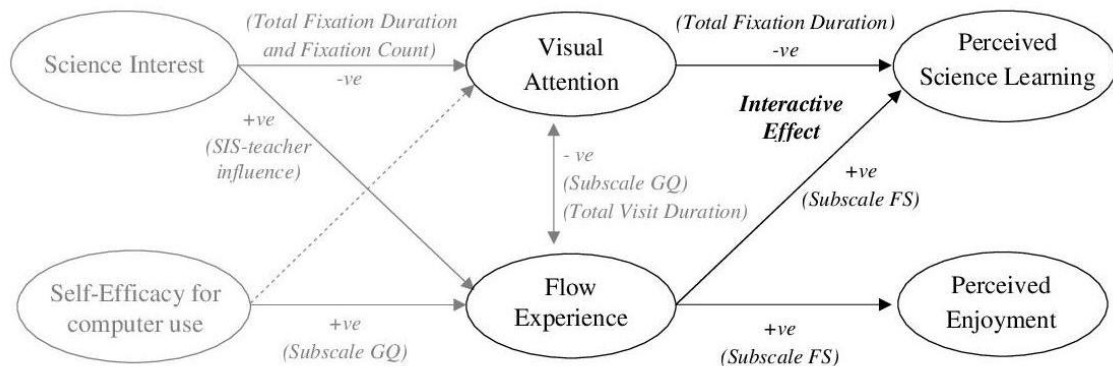 Science Interest
(Total Fixation Duration
and Fixation Count)
-ve
Visual
Attention
(Total Fixation Duration)
-ve
Perceived
Science Learning
+ve
(SIS-teacher
influence)
Interactive
Effect
- ve
(Subscale GQ)
(Total Visit Duration)
+ve
(Subscale FS)
Self-Efficacy for
computer use
+ve
(Subscale GQ)
Flow
Experience
+ve
(Subscale FS)
Perceived
Enjoyment